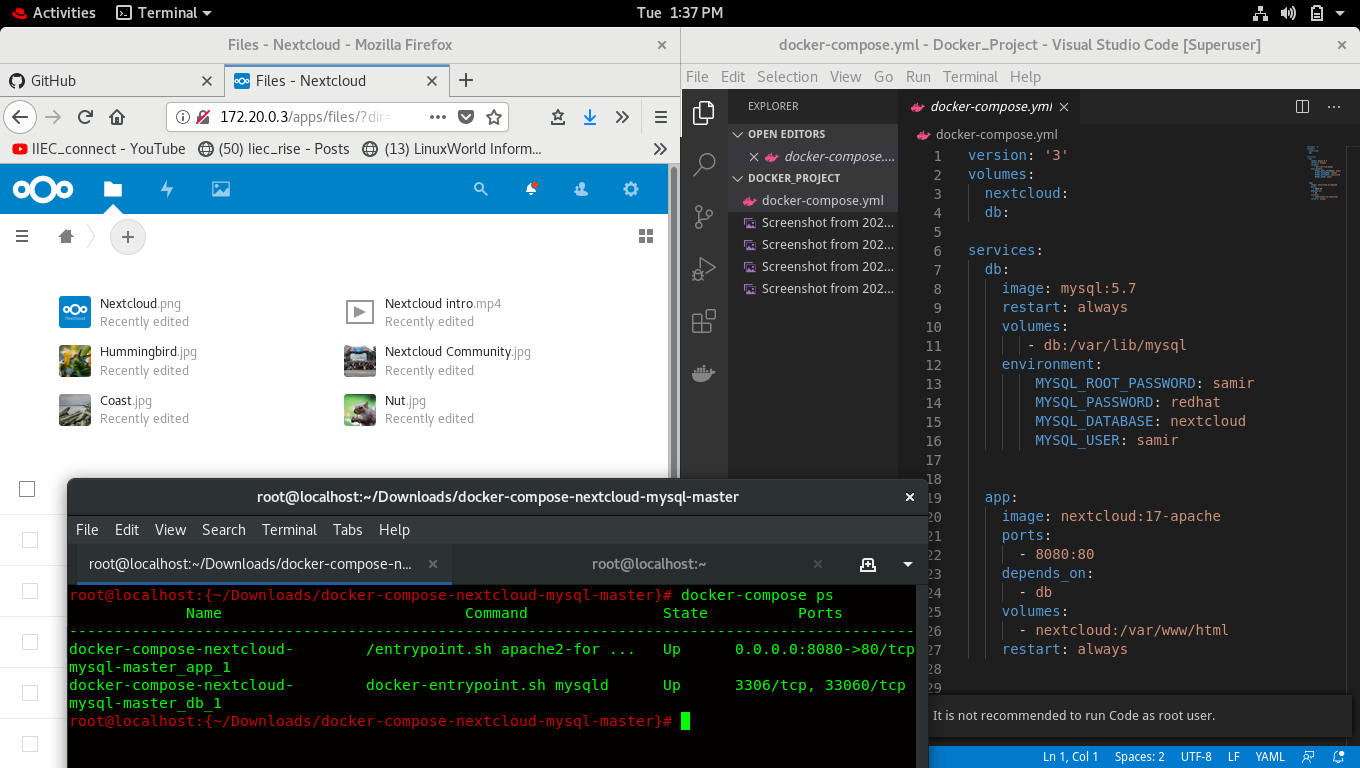 Activities
Terminal
Tue 1:37 PM
Files - Nextcloud - Mozilla Firefox
GitHub
Files - Nextcloud
172.20.0.3/apps/files/?dir=
IIEC_connect - YouTube
(50) Iiec_rise - Posts
(13) LinuxWorld Inform...
Nextcloud.png
Recently edited
Nextcloud intro.mp4
Recently edited
Hummingbird.jpg
Recently edited
Nextcloud Community.jpg
Recently edited
Coast.jpg
Recently edited
Nut.jpg
Recently edited
docker-compose.yml - Docker_Project - Visual Studio Code [Superuser]
File Edit Selection View Go Run Terminal Help
EXPLORER
OPEN EDITORS
docker-compose....
DOCKER_PROJECT
docker-compose.yml
Screenshot from 202...
Screenshot from 202...
Screenshot from 202...
Screenshot from 202...
docker-compose.yml
docker-compose.yml
1 version: '3'
2 volumes:
3 nextcloud:
4 db:
5
6 services:
7 db:
8 image: mysql:5.7
9 restart: always
10 volumes:
11 - db:/var/lib/mysql
12 environment:
13 MYSQL_ROOT_PASSWORD: samir
14 MYSQL_PASSWORD: redhat
15 MYSQL_DATABASE: nextcloud
16 MYSQL_USER: samir
17
18
19 app:
20 image: nextcloud:17-apache
21 ports:
22 - 8080:80
23 depends_on:
24 - db
25 volumes:
26 - nextcloud:/var/www/html
27 restart: always
28
29
It is not recommended to run Code as root user.
Ln 1, Col 1 Spaces: 2 UTF-8 LF YAML
root@localhost:~/Downloads/docker-compose-nextcloud-mysql-master
File Edit View Search Terminal Tabs Help
root@localhost:~/Downloads/docker-compose-n...
root@localhost:~
root@localhost:{~/Downloads/docker-compose-nextcloud-mysql-master}# docker-compose ps
Name Command State Ports
---------------------------------------------------------------------------------------------
docker-compose-nextcloud- /entrypoint.sh apache2-for ... Up 0.0.0.0:8080->80/tcp
mysql-master_app_1
docker-compose-nextcloud- docker-entrypoint.sh mysqld Up 3306/tcp, 33060/tcp
mysql-master_db_1
root@localhost:{~/Downloads/docker-compose-nextcloud-mysql-master}#